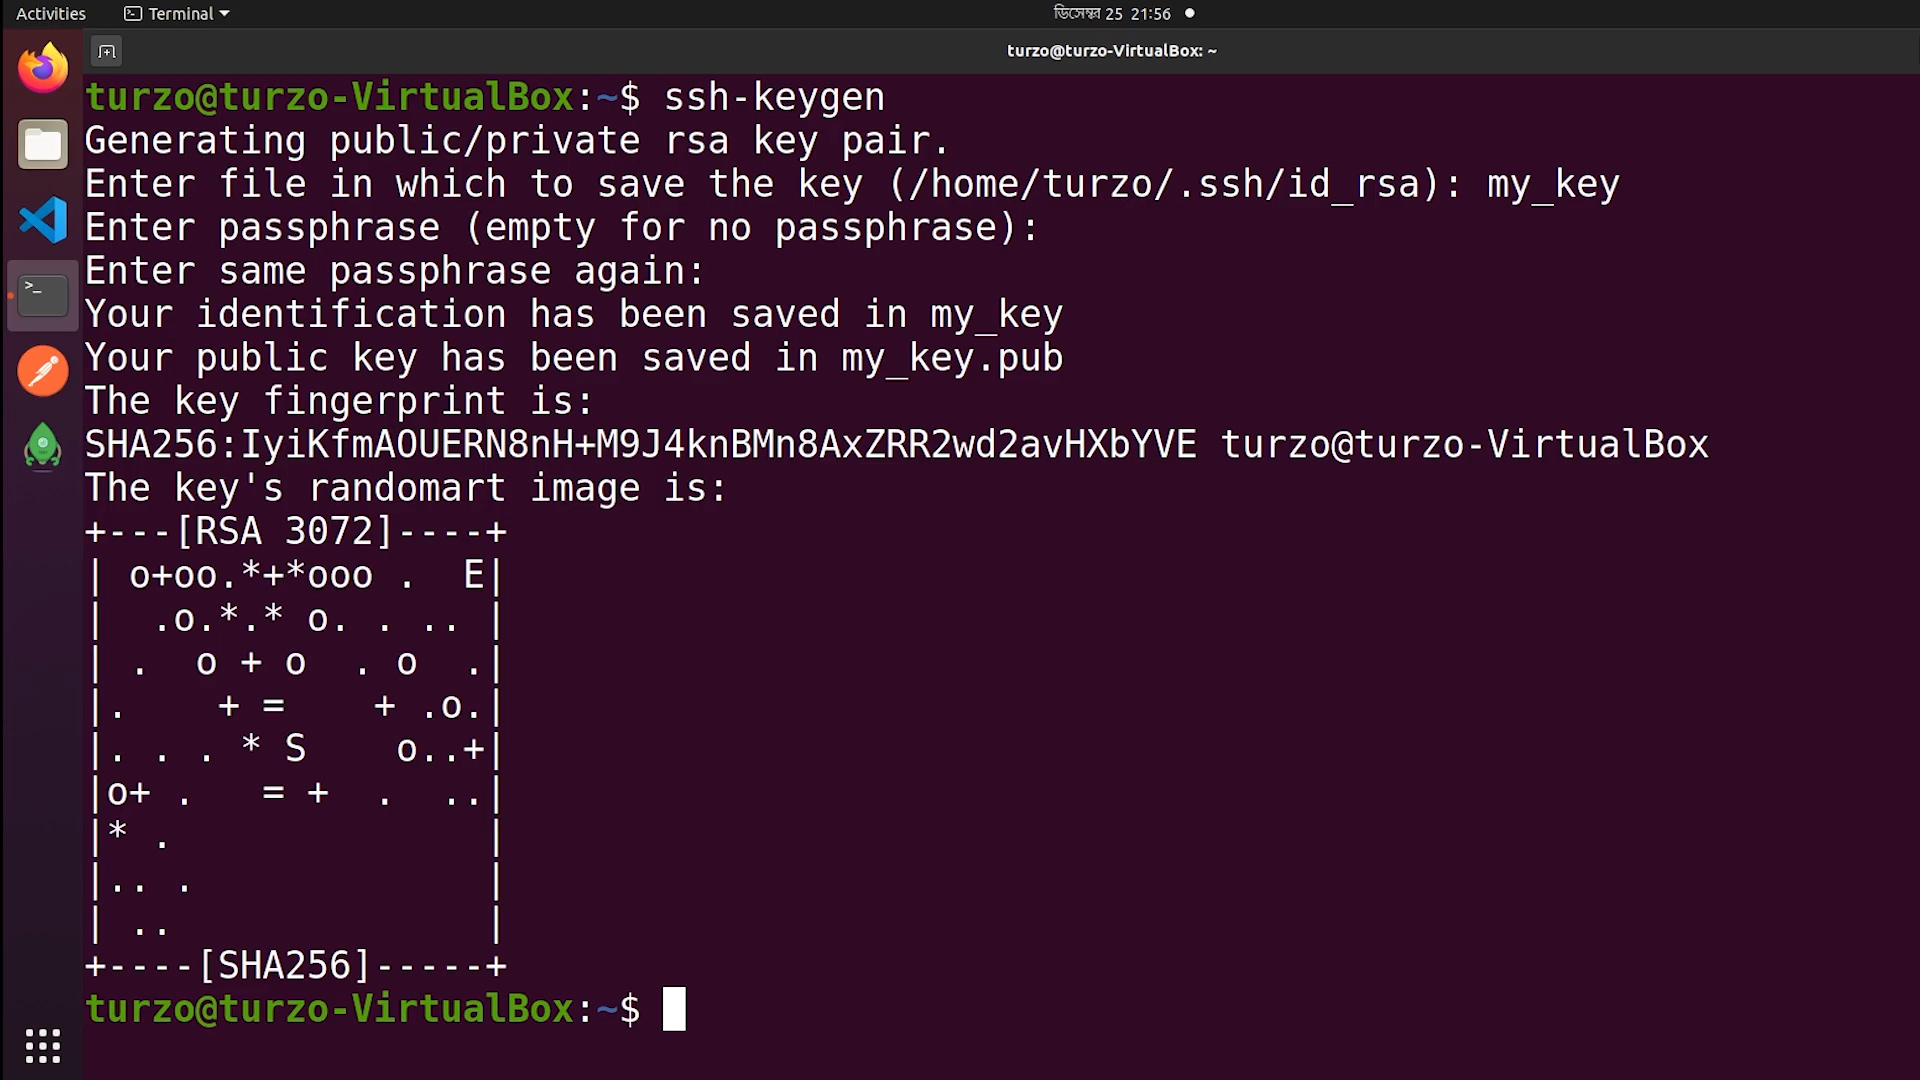 Activities
Terminal
ডিসেম্বর 25 21:56
turzo@turzo-VirtualBox: ~
turzo@turzo-VirtualBox:~$ ssh-keygen
Generating public/private rsa key pair.
Enter file in which to save the key (/home/turzo/.ssh/id_rsa): my_key
Enter passphrase (empty for no passphrase):
Enter same passphrase again:
Your identification has been saved in my_key
Your public key has been saved in my_key.pub
The key fingerprint is:
SHA256:IyiKfmAOUERN8nH+M9J4knBMn8AxZRR2wd2avHXbYVE turzo@turzo-VirtualBox
The key's randomart image is:
+---[RSA 3072]----+
| o+oo.*+*ooo .  E|
|  .o.*.* o. . .. |
| .  o + o  . o  .|
|.    + =    + .o.|
|. . . * S    o..+|
|o+ .   = +  .  ..|
|* .              |
|.. .             |
| ..              |
+----[SHA256]-----+
turzo@turzo-VirtualBox:~$